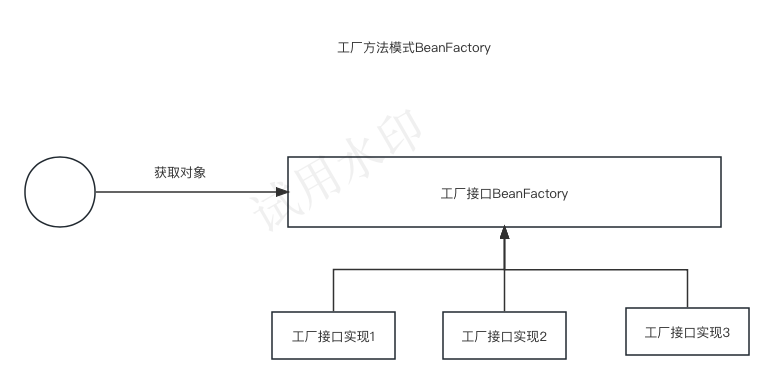 工厂方法模式BeanFactory
试用水印
获取对象
工厂接口BeanFactory
工厂接口实现1
工厂接口实现2
工厂接口实现3